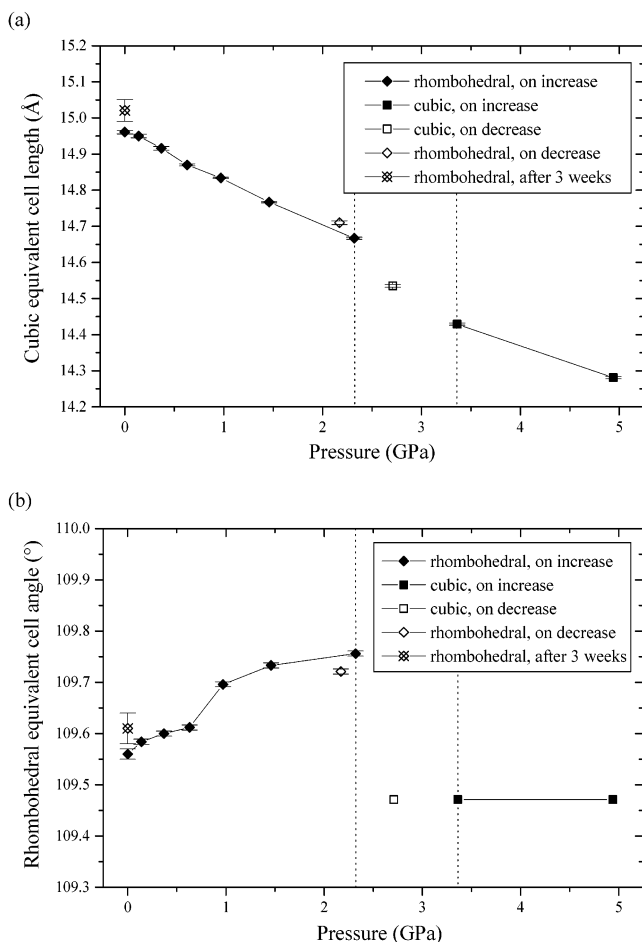 (a)
15.2
15.1
15.0
14.9
14.8
14.7
14.6
14.5
14.4
14.3
14.2
Cubic equivalent cell length (Å)
rhombohedral, on increase
cubic, on increase
cubic, on decrease
rhombohedral, on decrease
rhombohedral, after 3 weeks
0 1 2 3 4 5
Pressure (GPa)
(b)
110.0
109.9
109.8
109.7
109.6
109.5
109.4
109.3
Rhombohedral equivalent cell angle (°)
rhombohedral, on increase
cubic, on increase
cubic, on decrease
rhombohedral, on decrease
rhombohedral, after 3 weeks
0 1 2 3 4 5
Pressure (GPa)